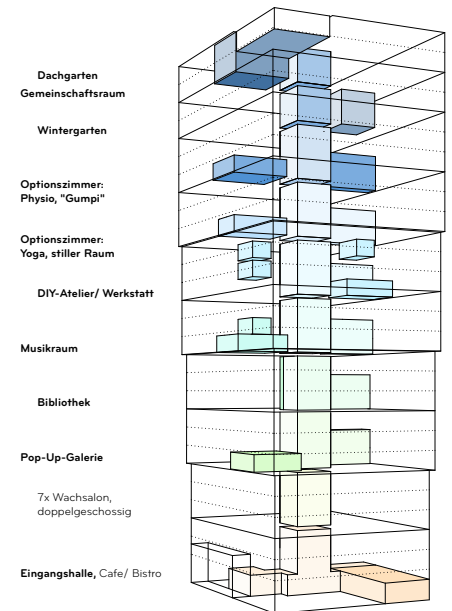 Dachgarten
Gemeinschaftsraum
Wintergarten
Optionszimmer:
Physio, "Gumpi"
Optionszimmer:
Yoga, stiller Raum
DIY-Atelier/ Werkstatt
Musikraum
Bibliothek
Pop-Up-Galerie
7x Wachsalon,
doppelgeschossig
Eingangshalle, Cafe/ Bistro